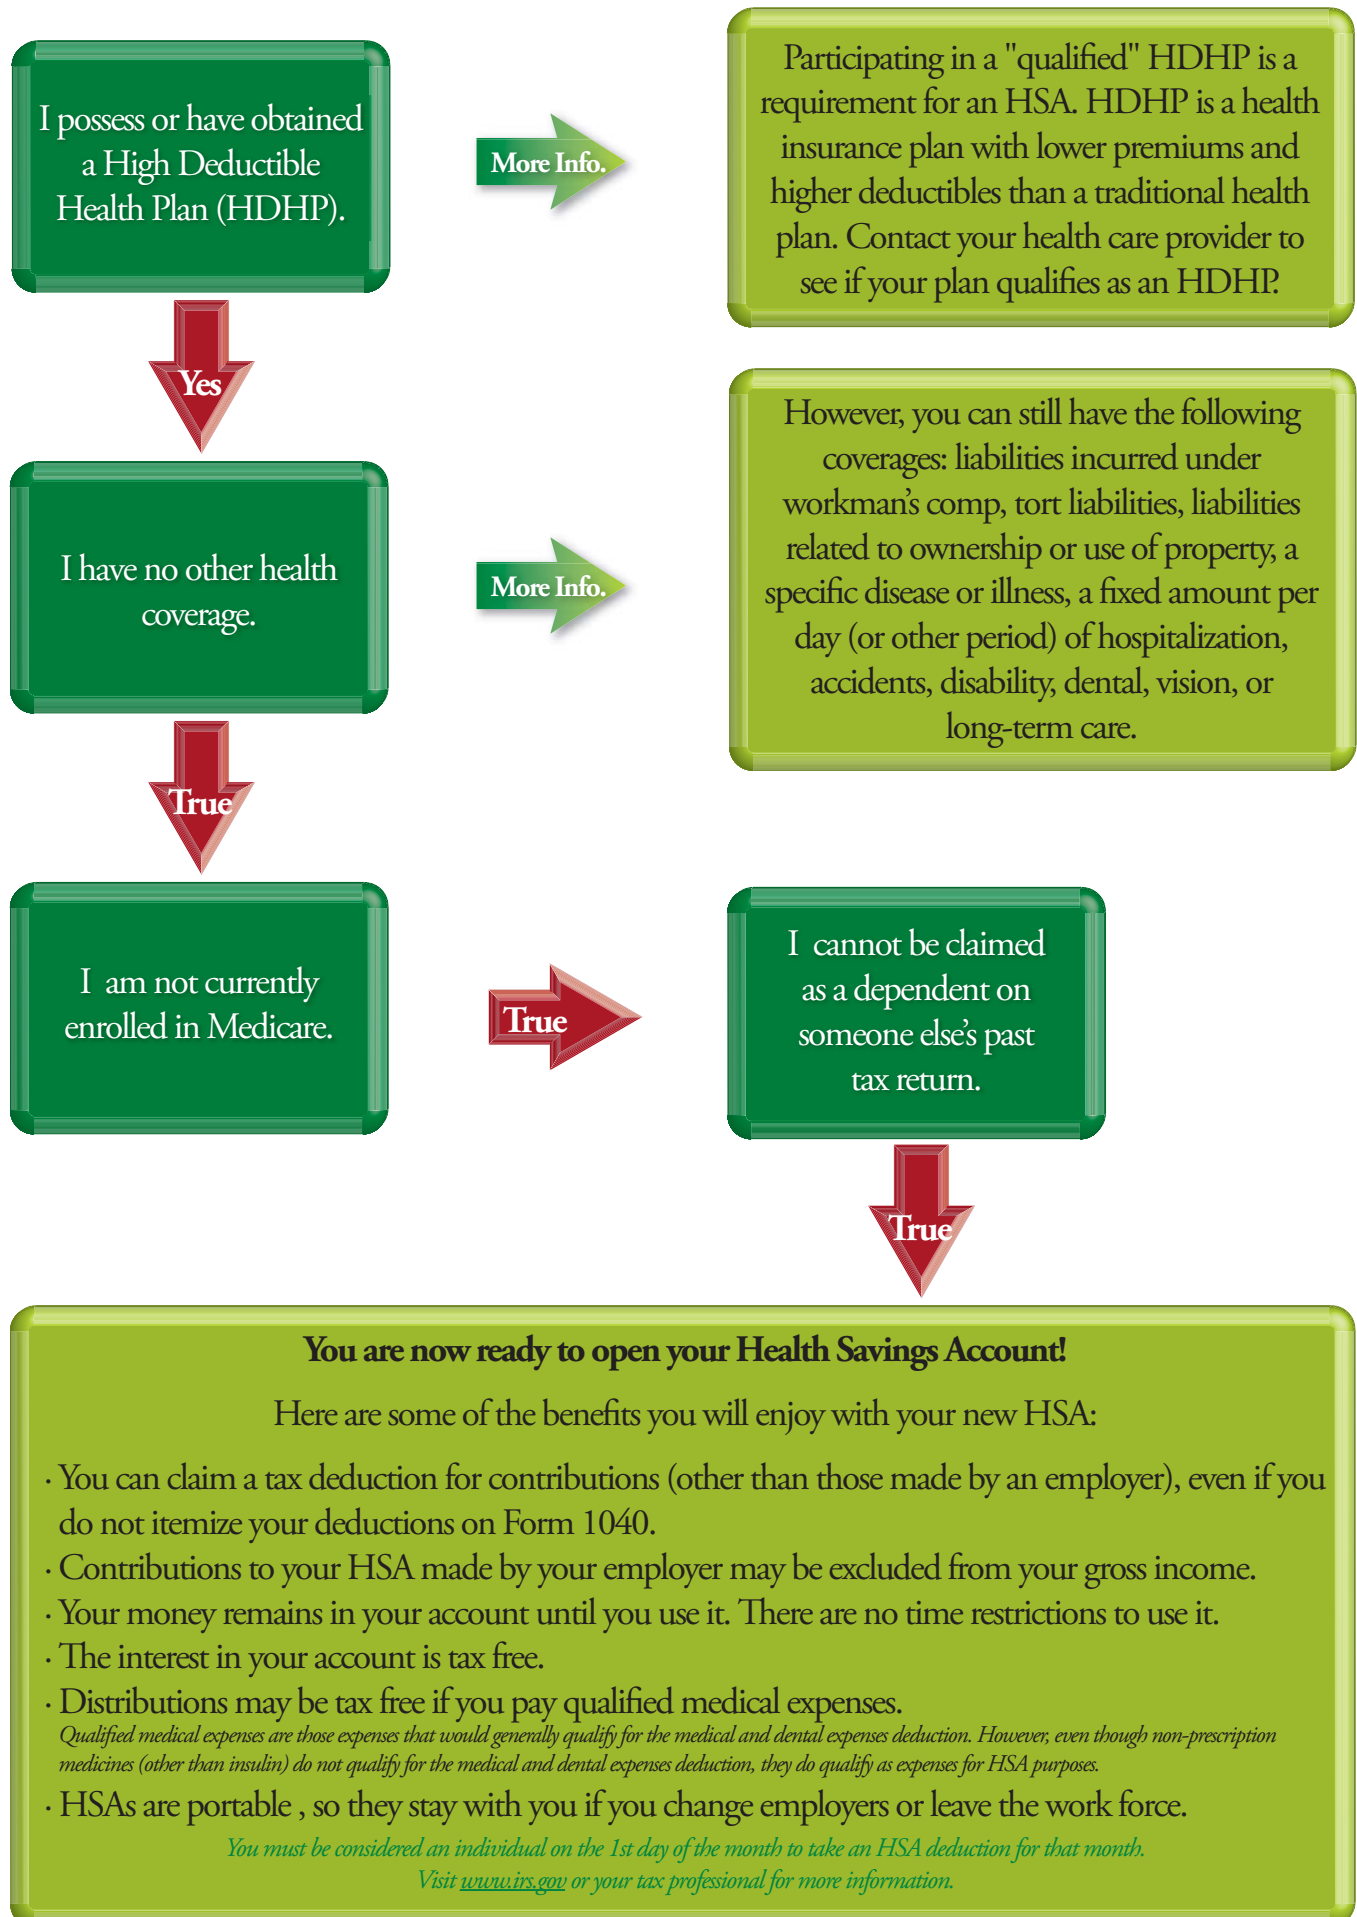 I possess or have obtained
a High Deductible
Health Plan (HDHP).
More Info.
Participating in a "qualified" HDHP is a
requirement for an HSA. HDHP is a health
insurance plan with lower premiums and
higher deductibles than a traditional health
plan. Contact your health care provider to
see if your plan qualifies as an HDHP.
Yes
I have no other health
coverage.
More Info.
However, you can still have the following
coverages: liabilities incurred under
workman's comp, tort liabilities, liabilities
related to ownership or use of property, a
specific disease or illness, a fixed amount per
day (or other period) of hospitalization,
accidents, disability, dental, vision, or
long-term care.
True
I am not currently
enrolled in Medicare.
True
I cannot be claimed
as a dependent on
someone else's past
tax return.
True
You are now ready to open your Health Savings Account!
Here are some of the benefits you will enjoy with your new HSA:
· You can claim a tax deduction for contributions (other than those made by an employer), even if you
do not itemize your deductions on Form 1040.
· Contributions to your HSA made by your employer may be excluded from your gross income.
· Your money remains in your account until you use it. There are no time restrictions to use it.
· The interest in your account is tax free.
· Distributions may be tax free if you pay qualified medical expenses.
Qualified medical expenses are those expenses that would generally qualify for the medical and dental expenses deduction. However, even though non-prescription
medicines (other than insulin) do not qualify for the medical and dental expenses deduction, they do qualify as expenses for HSA purposes.
· HSAs are portable , so they stay with you if you change employers or leave the work force.
You must be considered an individual on the 1st day of the month to take an HSA deduction for that month.
Visit www.irs.gov or your tax professional for more information.